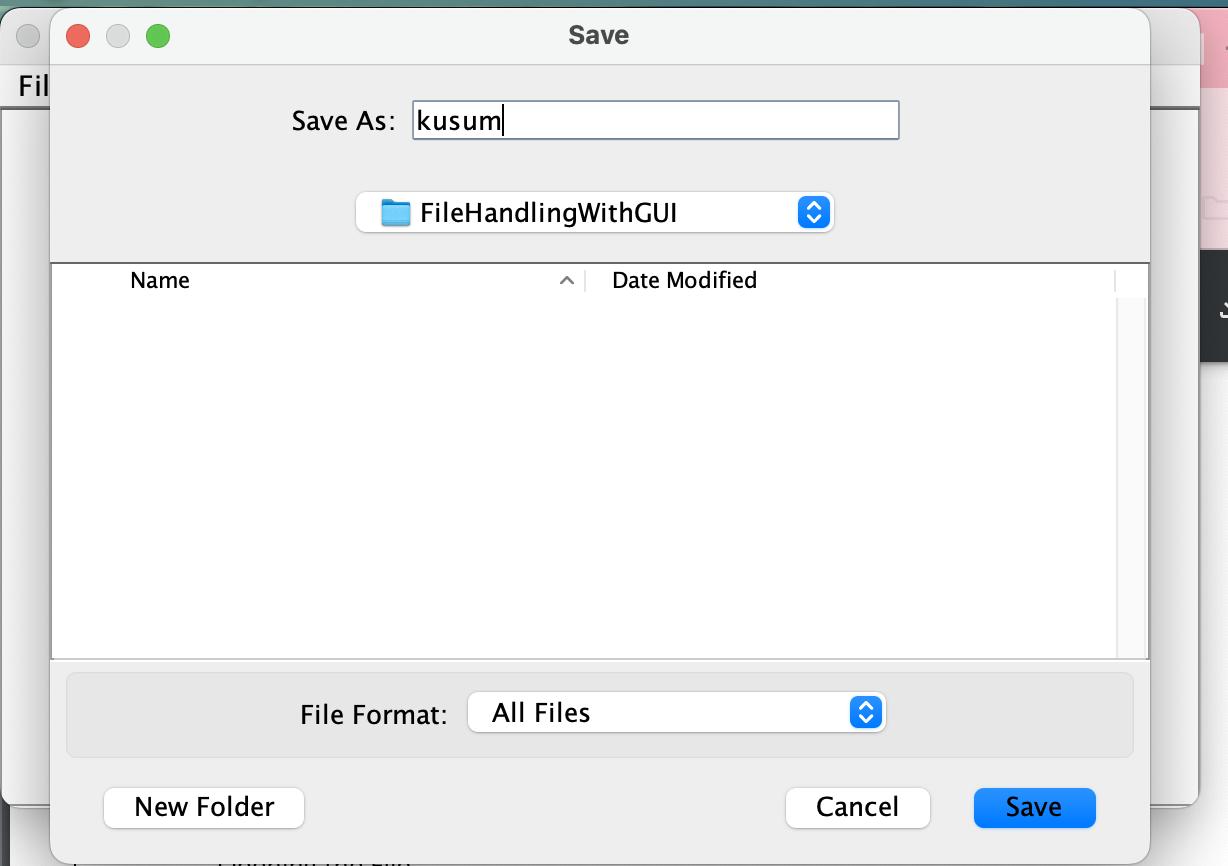 Save
Fil
Save As: kusum
FileHandlingWithGUI
Name Date Modified
File Format: All Files
New Folder Cancel Save